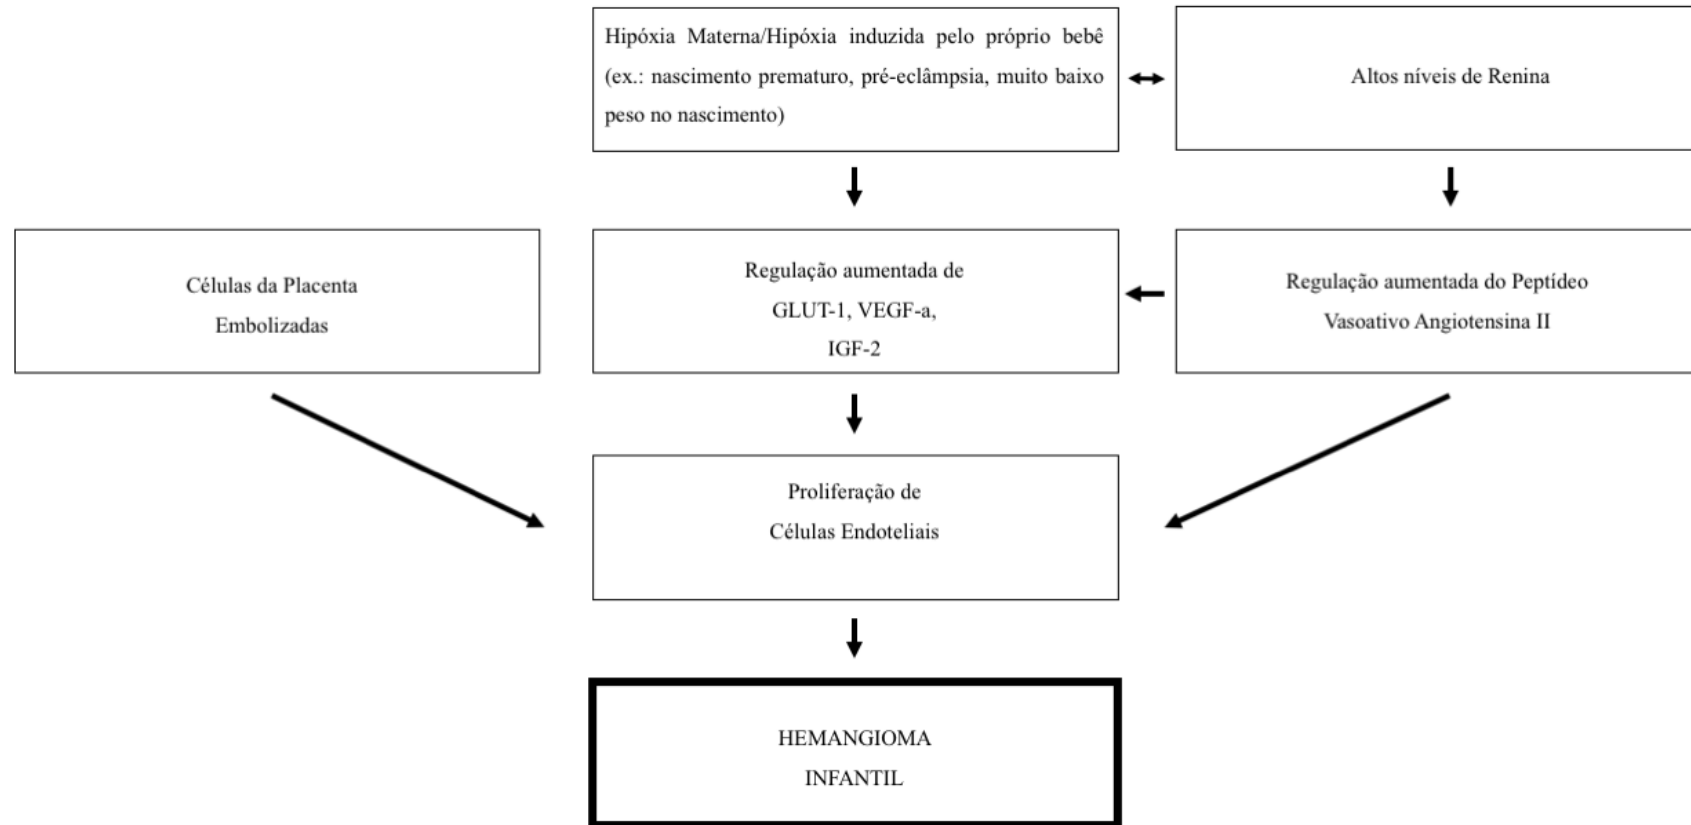 Hipóxia Materna/Hipóxia induzida pelo próprio bebê
(ex.: nascimento prematuro, pré-eclâmpsia, muito baixo
peso no nascimento)
Altos níveis de Renina
Células da Placenta
Embolizadas
Regulação aumentada de
GLUT-1, VEGF-a,
IGF-2
Regulação aumentada do Peptídeo
Vasoativo Angiotensina II
Proliferação de
Células Endoteliais
HEMANGIOMA
INFANTIL